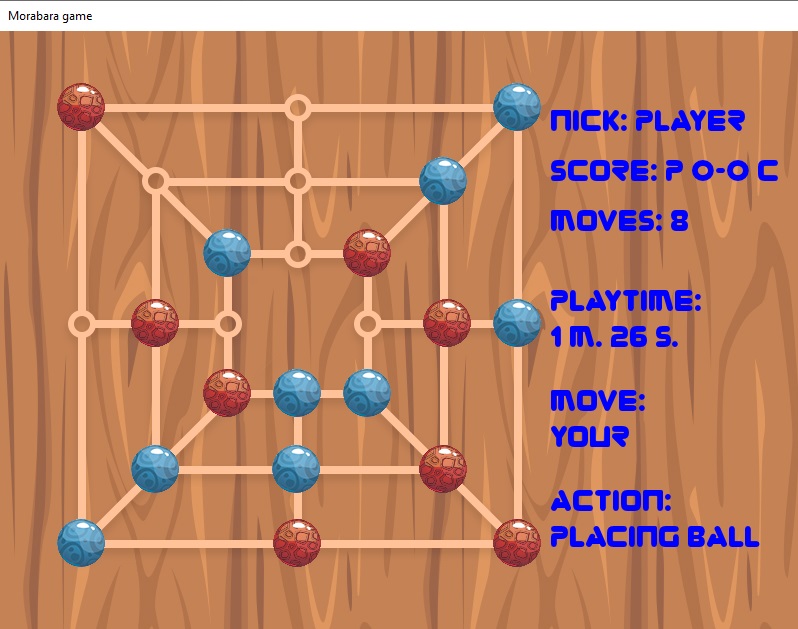 Morabara game
NICK: PLAYER
SCORE: P 0-0 C
MOVES: 8
PLAYTIME:
1 M. 26 S.
MOVE:
YOUR
ACTION:
PLACING BALL